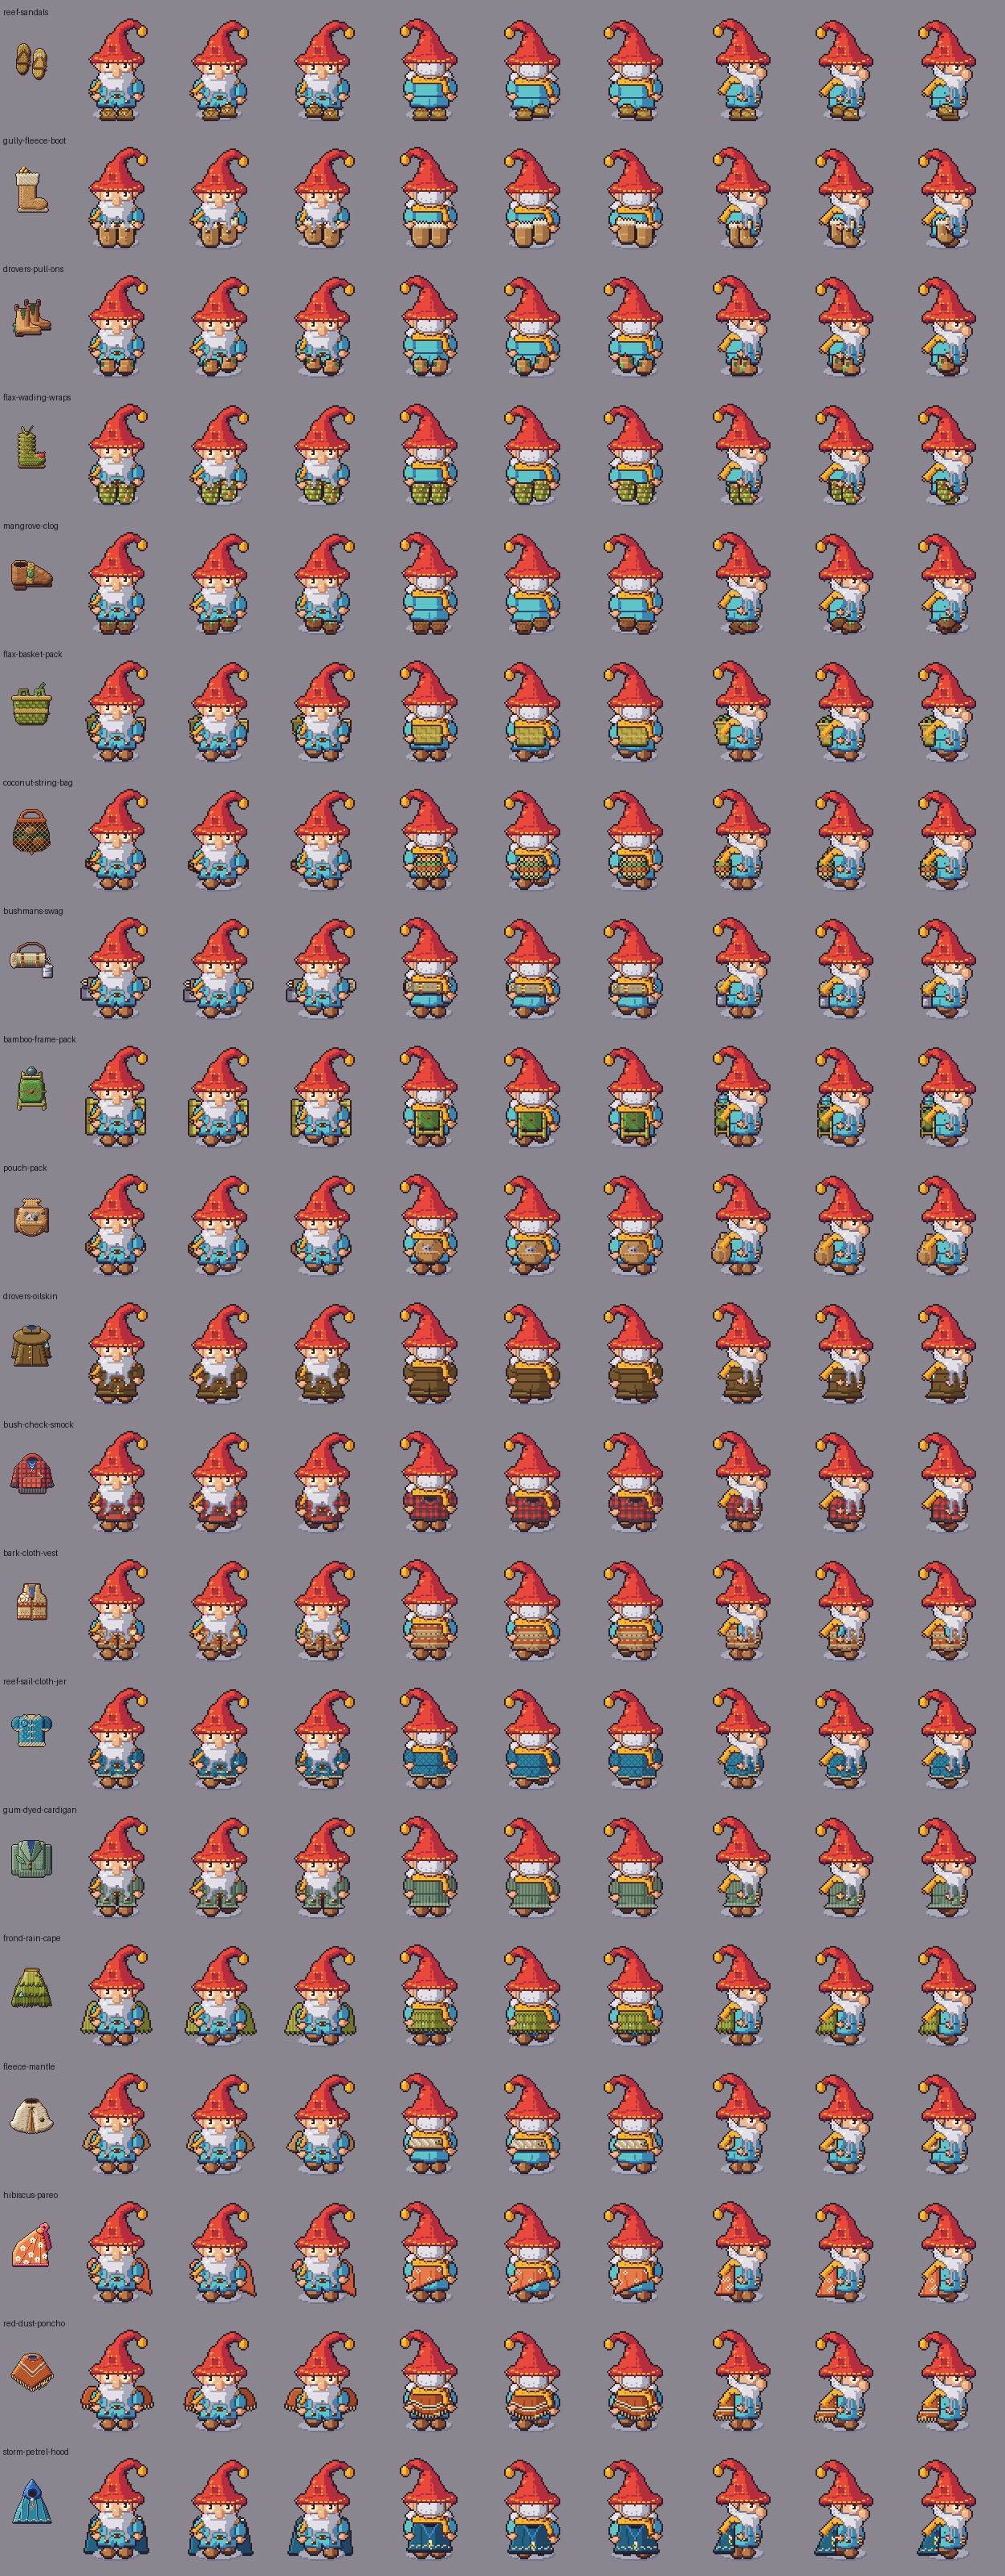 reef-sandals
gully-fleece-boot
drovers-pull-ons
flax-wading-wraps
mangrove-clog
flax-basket-pack
coconut-string-bag
bushmans-swag
bamboo-frame-pack
pouch-pack
drovers-oilskin
bush-check-smock
bark-cloth-vest
reef-sail-cloth-jer
gum-dyed-cardigan
frond-rain-cape
fleece-mantle
hibiscus-pareo
red-dust-poncho
storm-petrel-hood